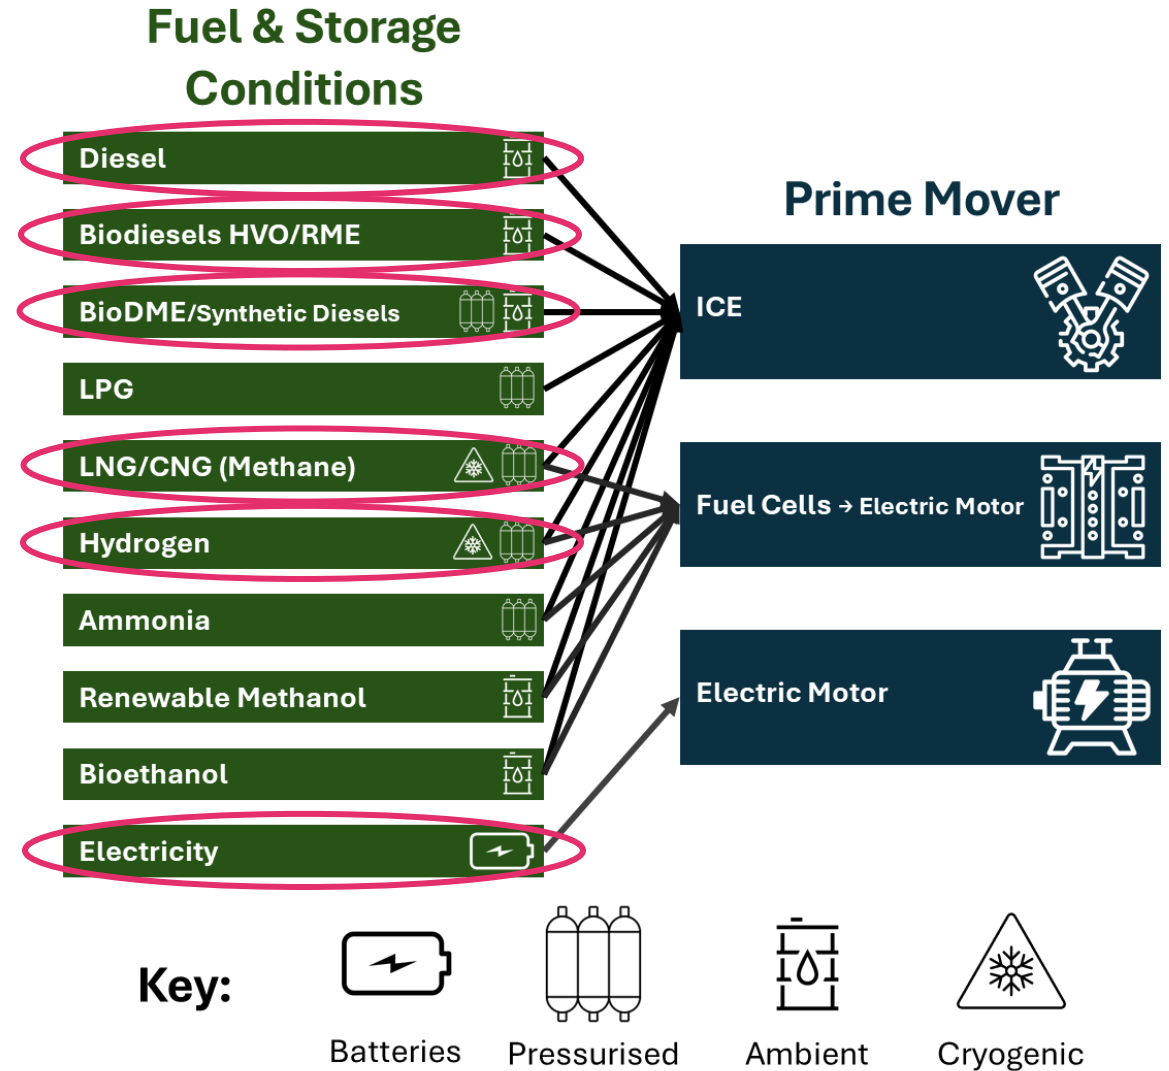 Fuel & Storage
Conditions
Diesel
Biodiesels HVO/RME
BioDME/Synthetic Diesels
LPG
LNG/CNG (Methane)
Hydrogen
Ammonia
Renewable Methanol
Bioethanol
Electricity
Prime Mover
ICE
Fuel Cells → Electric Motor
Electric Motor
Key:
Batteries
Pressurised
Ambient
Cryogenic